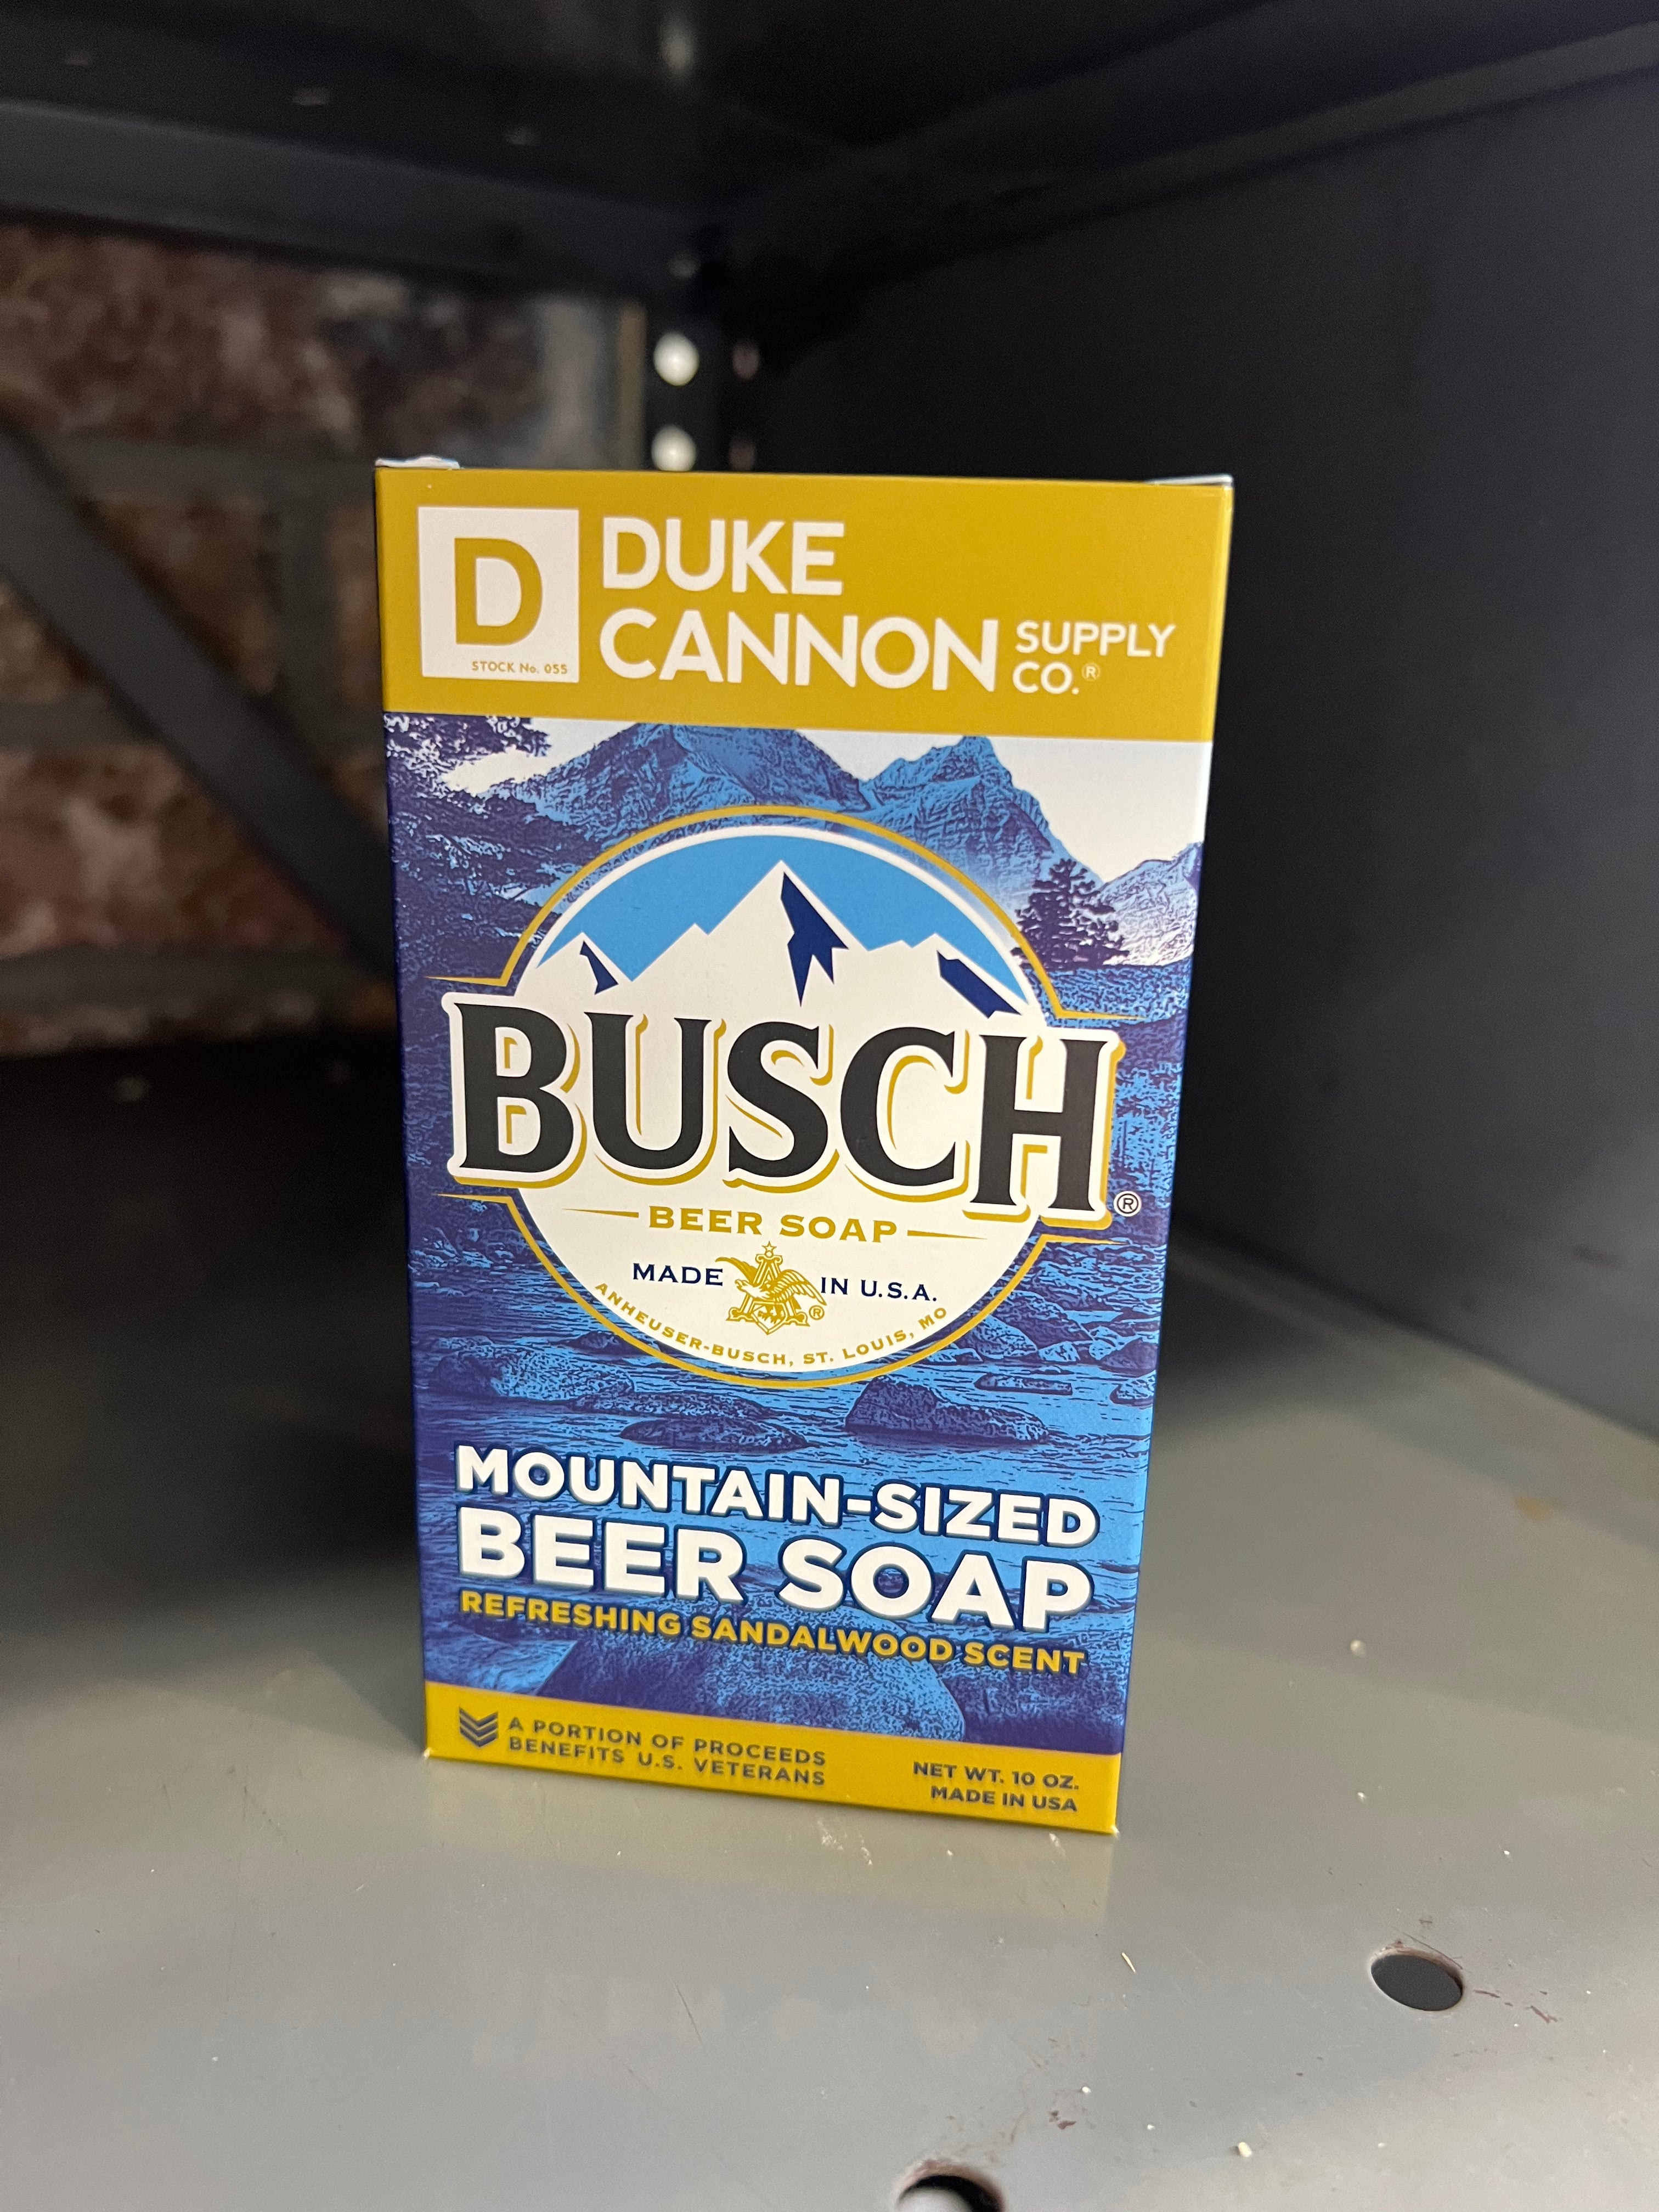 D
STOCK No. 055
DUKE
CANNON SUPPLY
CO.®
BUSCH®
BEER SOAP
MADE IN U.S.A.
®
ANHEUSER-BUSCH, ST. LOUIS, MO
MOUNTAIN-SIZED
BEER SOAP
REFRESHING SANDALWOOD SCENT
A PORTION OF PROCEEDS
BENEFITS U.S. VETERANS
NET WT. 10 OZ.
MADE IN USA